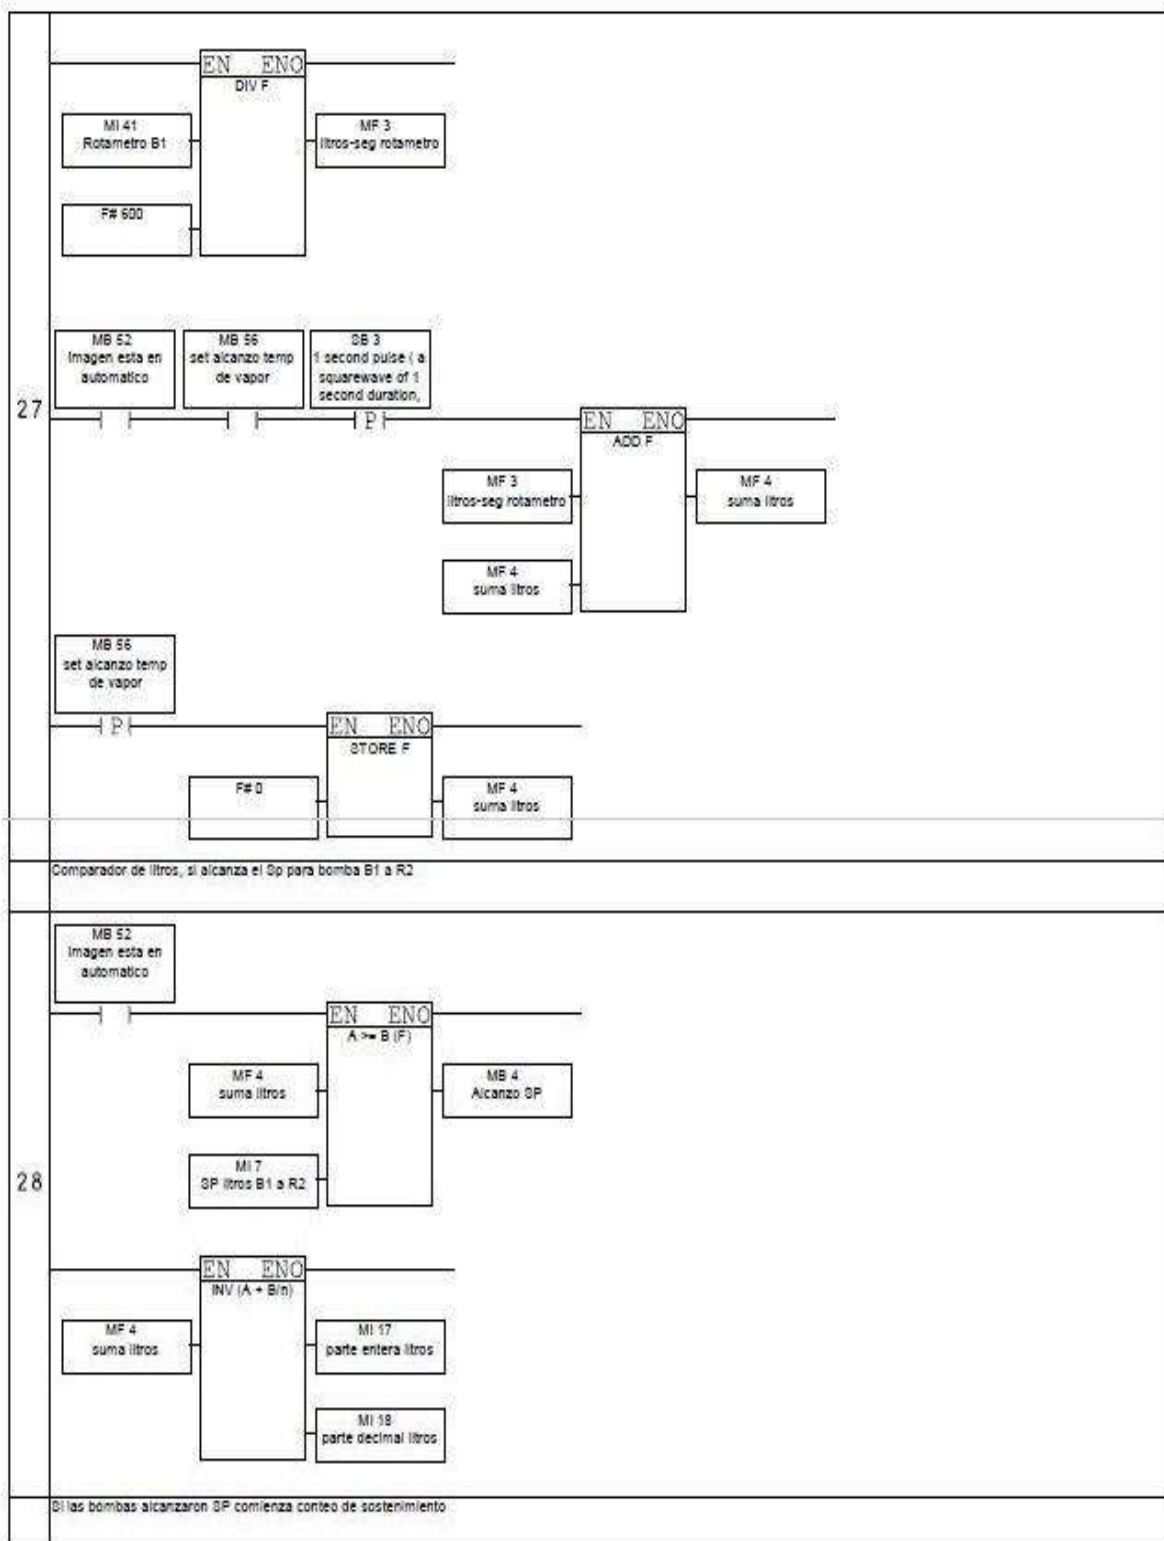 EN ENO
DIV F
MI 41
Rotametro B1
MF 3
litros-seg rotametro
F# 600
MB 52
Imagen esta en
automatico
MB 56
set alcanzo temp
de vapor
SB 3
1 second pulse ( a
squarewave of 1
second duration,
27
P
EN ENO
ADD F
MF 3
litros-seg rotametro
MF 4
suma litros
MF 4
suma litros
MB 56
set alcanzo temp
de vapor
P
EN ENO
STORE F
F# 0
MF 4
suma litros
Comparador de litros, si alcanza el Sp para bomba B1 a R2
MB 52
Imagen esta en
automatico
EN ENO
A >= B (F)
MF 4
suma litros
MB 4
Alcanzo SP
MI 7
SP litros B1 a R2
28
EN ENO
INV (A + B/n)
MF 4
suma litros
MI 17
parte entera litros
MI 18
parte decimal litros
Si las bombas alcanzaron SP comienza conteo de sostenimiento